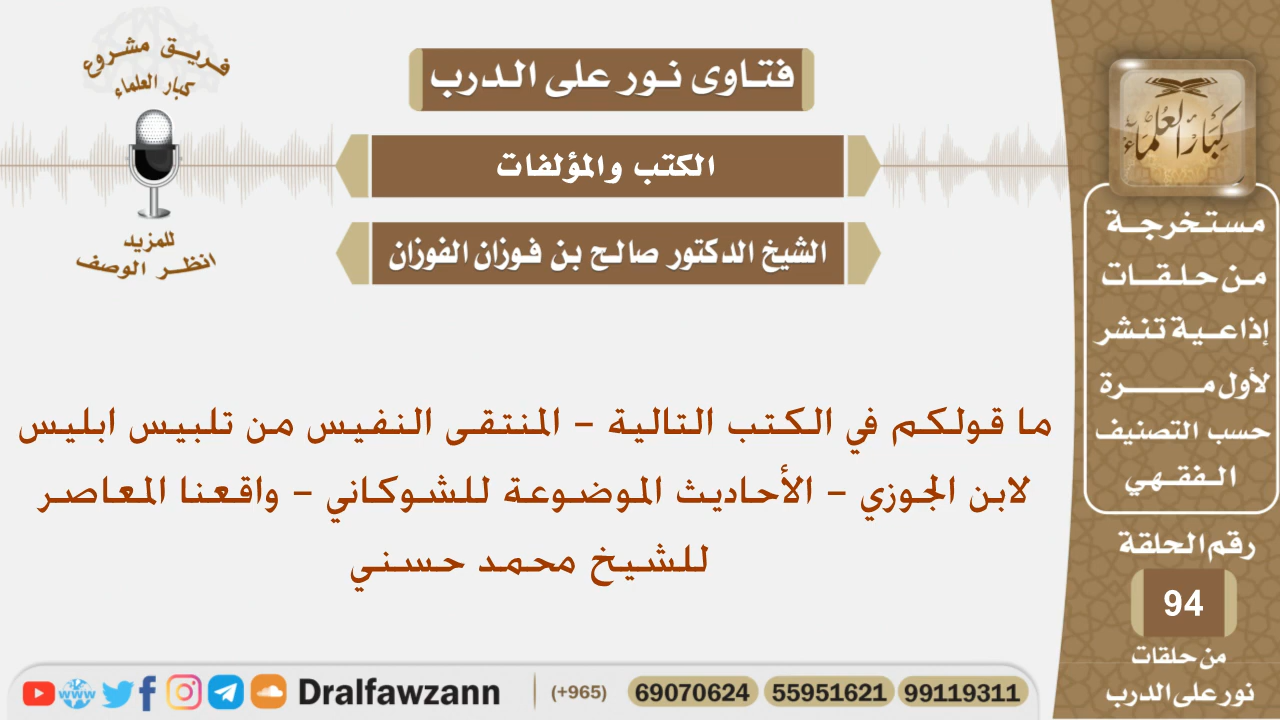 فريق مشروع
كبار العلماء
للمزيد
انظر الوصف
فتاوى نور على الدرب
الكتب والمؤلفات
الشيخ الدكتور صالح بن فوزان الفوزان
ما قولكم في الكتب التالية – المنتقى النفيس من تلبيس ابليس
لابن الجوزي – الأحاديث الموضوعة للشوكاني – واقعنا المعاصر
للشيخ محمد حسني
كبار العلماء
مستخرجة
من حلقات
إذاعية تنشر
لأول مرة
حسب التصنيف
الفقهي
رقم الحلقة
94
من حلقات
نور على الدرب
www Dralfawzann (+965) 69070624 55951621 99119311